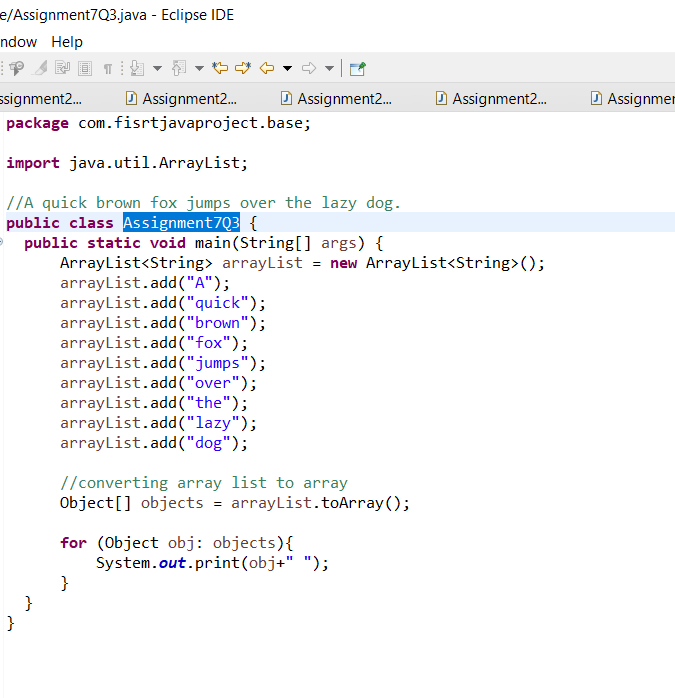 e/Assignment7Q3.java - Eclipse IDE
ndow Help
ssignment2... Assignment2... Assignment2... Assignment2... Assignmer
package com.fisrtjavaproject.base;
import java.util.ArrayList;
//A quick brown fox jumps over the lazy dog.
public class Assignment7Q3 {
public static void main(String[] args) {
ArrayList<String> arrayList = new ArrayList<String>();
arrayList.add("A");
arrayList.add("quick");
arrayList.add("brown");
arrayList.add("fox");
arrayList.add("jumps");
arrayList.add("over");
arrayList.add("the");
arrayList.add("lazy");
arrayList.add("dog");
//converting array list to array
Object[] objects = arrayList.toArray();
for (Object obj: objects){
System.out.print(obj+" ");
}
}
}